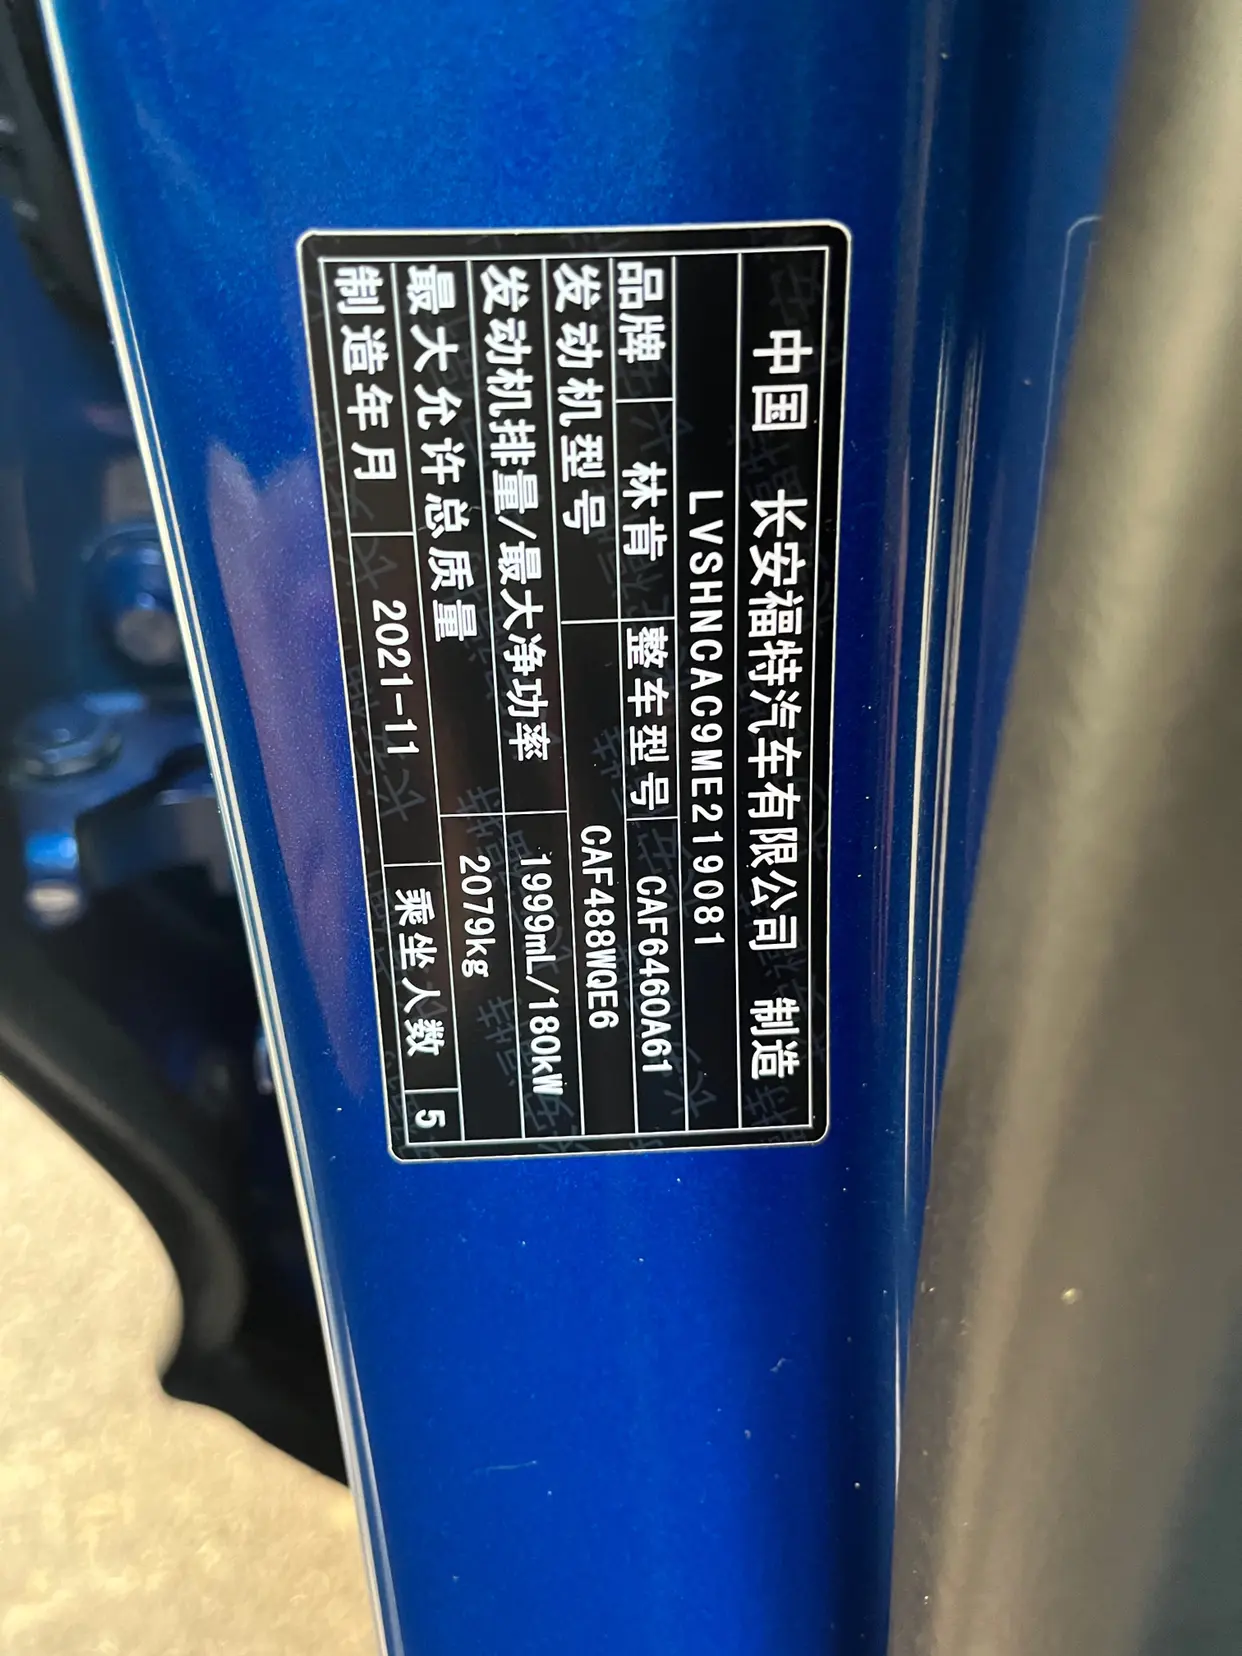 中国 长安福特汽车有限公司 制造
LVSHNCAC9ME219081
品牌 林肯 整车型号 CAF6460A61
发动机型号 CAF488WQE6
发动机排量/最大净功率 1999mL/180kW
最大允许总质量 2079kg
制造年月 2021-11 乘坐人数 5